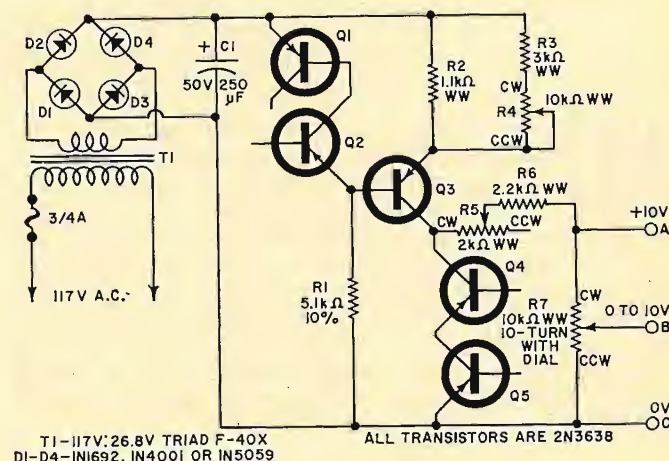 D2
D4
D1
D3
+ C1
50V 250
µF
Q1
Q2
R2
1.1kΩ
WW
R3
3kΩ
WW
CW
10kΩ WW
R4
CCW
Q3
R6
2.2kΩ WW
CW
R5
CCW
2kΩ WW
+10V
A
T1
3/4A
117V A.C.
R1
5.1kΩ
10%
Q4
R7
10kΩ WW
10-TURN
WITH
DIAL
CW
0 TO 10V
B
CCW
Q5
0V
C
T1-117V:26.8V TRIAD F-40X
D1-D4-IN1692, IN4001 OR IN5059
ALL TRANSISTORS ARE 2N3638